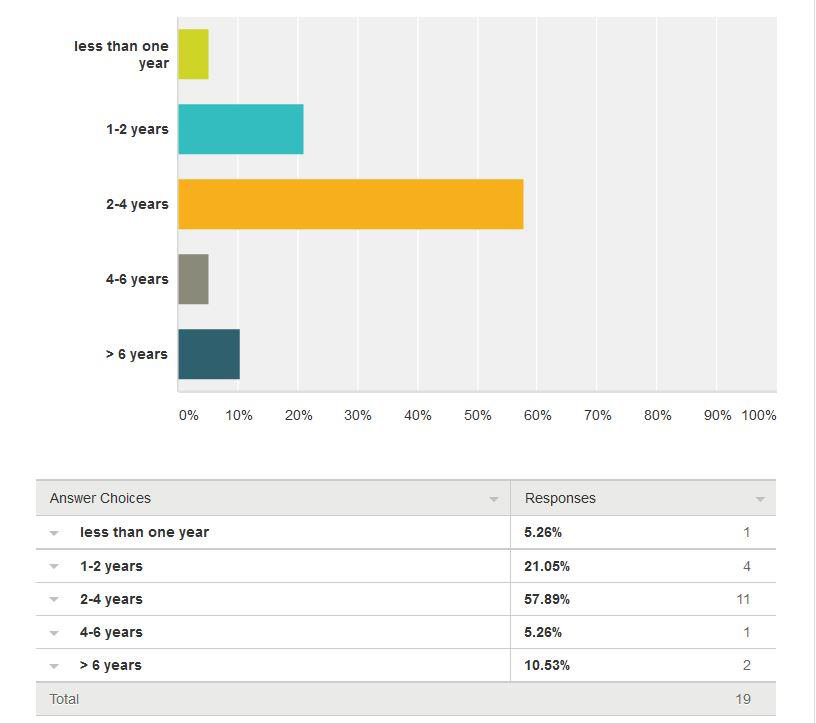 less than one
year
1-2 years
2-4 years
4-6 years
> 6 years
0% 10% 20% 30% 40% 50% 60% 70% 80% 90% 100%
Answer Choices Responses
less than one year 5.26% 1
1-2 years 21.05% 4
2-4 years 57.89% 11
4-6 years 5.26% 1
> 6 years 10.53% 2
Total 19